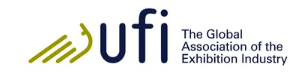 ufi
The Global
Association of the
Exhibition Industry